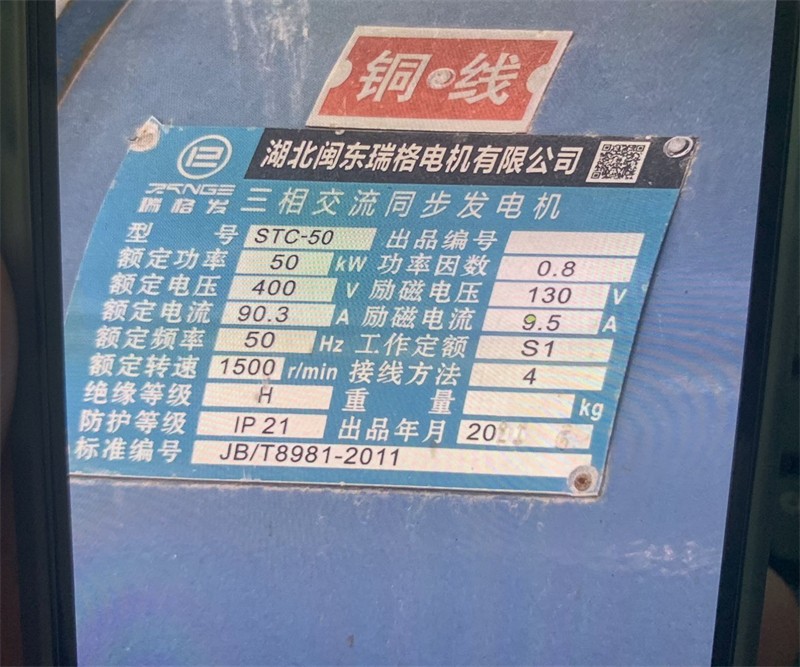 铜线
湖北闽东瑞格电机有限公司
瑞格发 三相交流同步发电机
型号 STC-50 出品编号
额定功率 50 kW 功率因数 0.8
额定电压 400 V 励磁电压 130 V
额定电流 90.3 A 励磁电流 9.5 A
额定频率 50 Hz 工作定额 S1
额定转速 1500 r/min 接线方法 4
绝缘等级 H 重量 kg
防护等级 IP 21 出品年月 20
标准编号 JB/T8981-2011